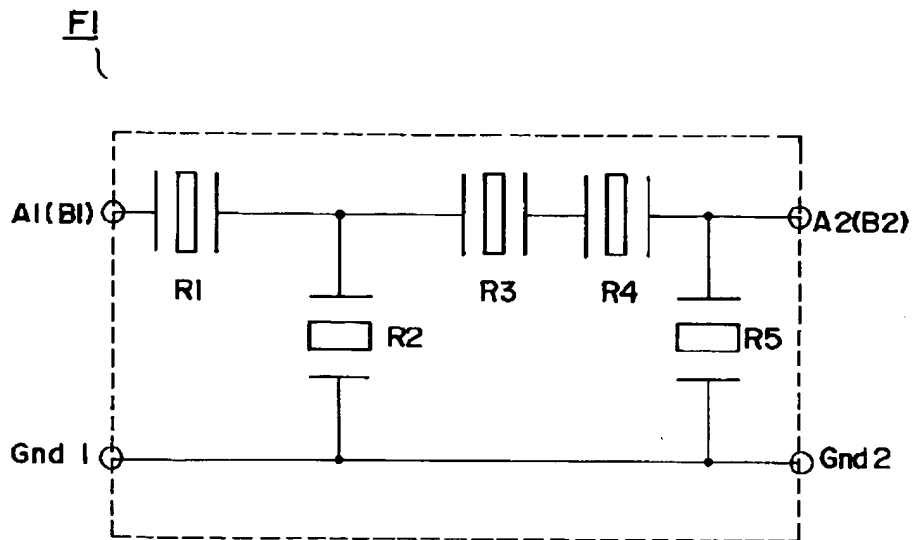 F1
A1(B1)
A2(B2)
R1
R3
R4
R2
R5
Gnd 1
Gnd 2